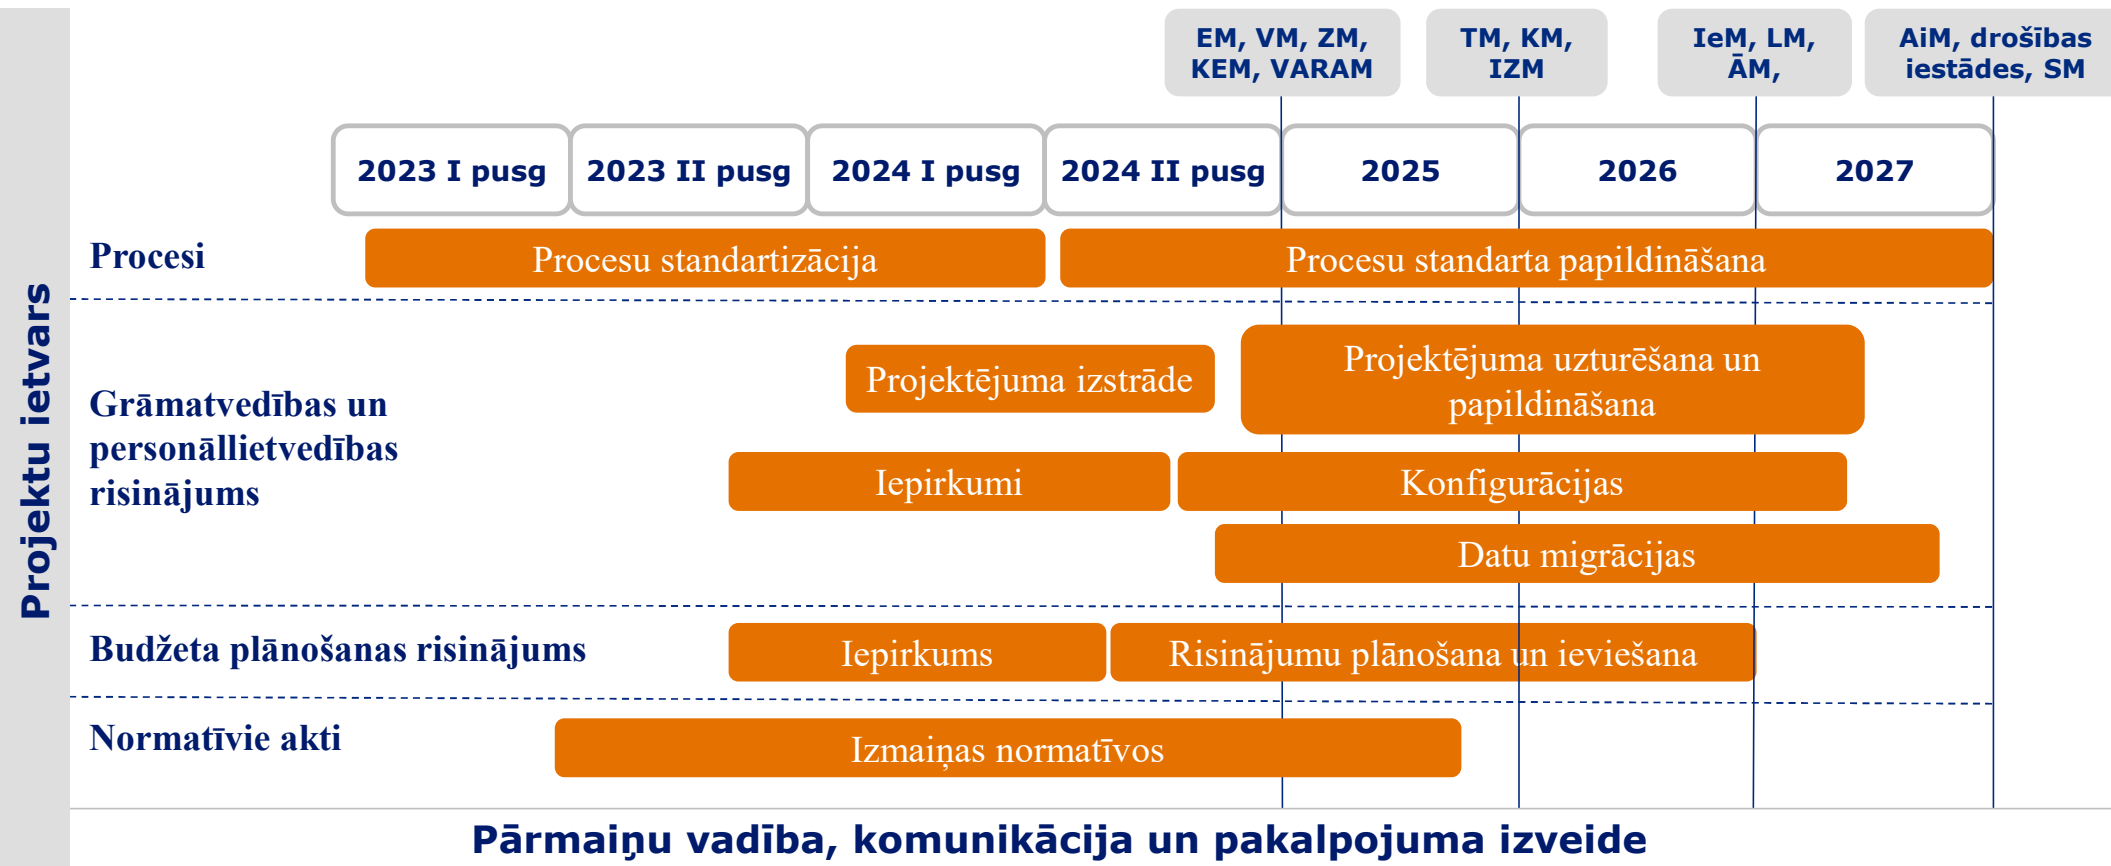 EM, VM, ZM,
KEM, VARAM
TM, KM,
IZM
IeM, LM,
ĀM,
AiM, drošības
iestādes, SM
2023 I pusg
2023 II pusg
2024 I pusg
2024 II pusg
2025
2026
2027
Projektu ietvars
Procesi
Procesu standartizācija
Procesu standarta papildināšana
Grāmatvedības un
personāllietvedības
risinājums
Projektējuma izstrāde
Projektējuma uzturēšana un
papildināšana
Iepirkumi
Konfigurācijas
Datu migrācijas
Budžeta plānošanas risinājums
Iepirkums
Risinājumu plānošana un ieviešana
Normatīvie akti
Izmaiņas normatīvos
Pārmaiņu vadība, komunikācija un pakalpojuma izveide